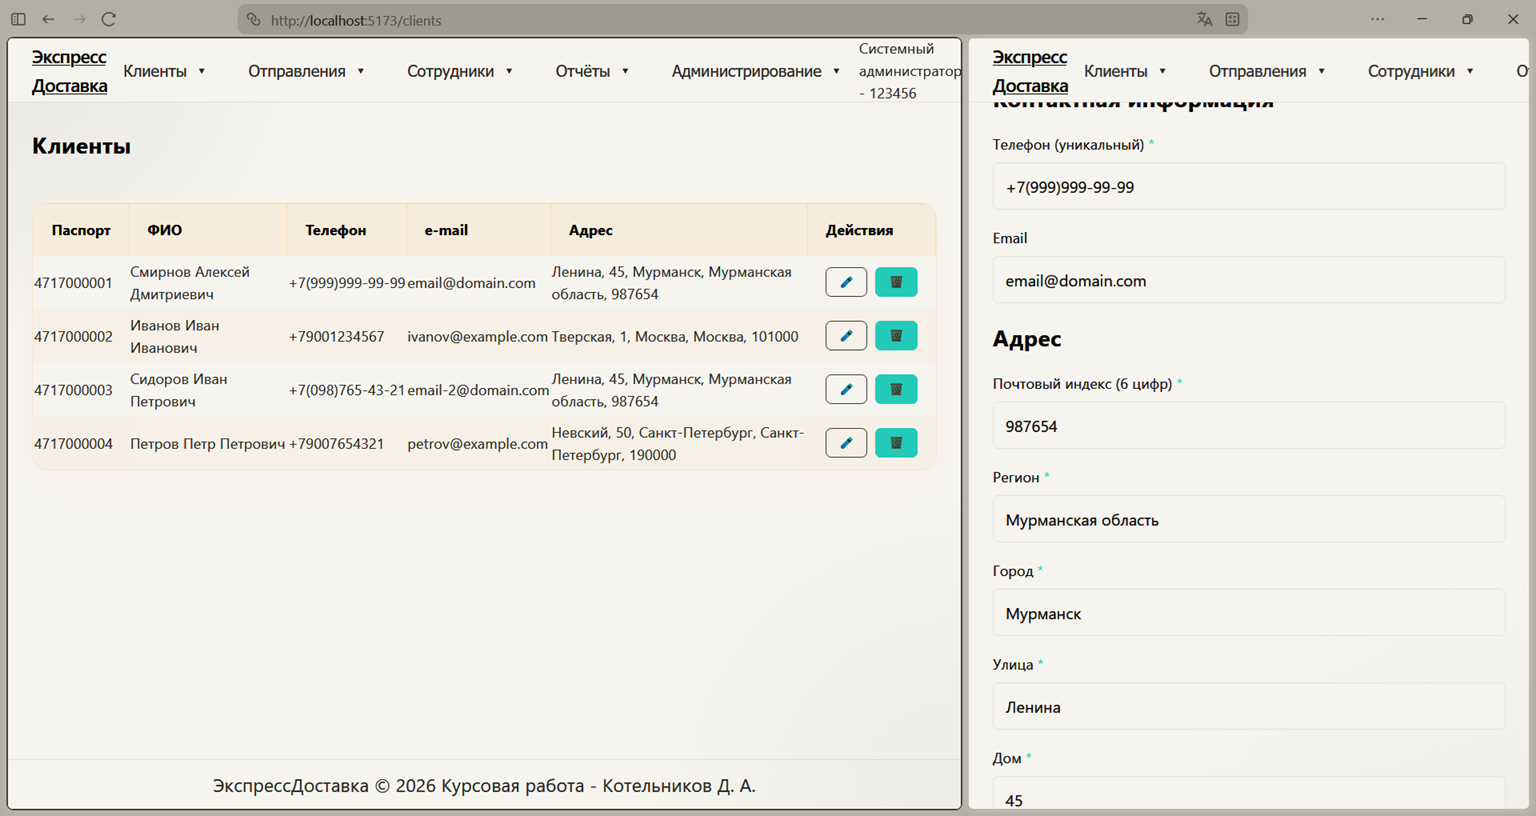 http://localhost:5173/clients
Экспресс
Доставка
Клиенты
Отправления
Сотрудники
Отчёты
Администрирование
Системный
администратор
- 123456
Клиенты
Паспорт ФИО Телефон e-mail Адрес Действия
4717000001 Смирнов Алексей Дмитриевич +7(999)999-99-99 email@domain.com Ленина, 45, Мурманск, Мурманская область, 987654
4717000002 Иванов Иван Иванович +79001234567 ivanov@example.com Тверская, 1, Москва, Москва, 101000
4717000003 Сидоров Иван Петрович +7(098)765-43-21 email-2@domain.com Ленина, 45, Мурманск, Мурманская область, 987654
4717000004 Петров Петр Петрович +79007654321 petrov@example.com Невский, 50, Санкт-Петербург, Санкт-Петербург, 190000
ЭкспрессДоставка © 2026 Курсовая работа - Котельников Д. А.
Экспресс
Доставка
Клиенты
Отправления
Сотрудники
Контактная информация
Телефон (уникальный) *
+7(999)999-99-99
Email
email@domain.com
Адрес
Почтовый индекс (6 цифр) *
987654
Регион *
Мурманская область
Город *
Мурманск
Улица *
Ленина
Дом *
45